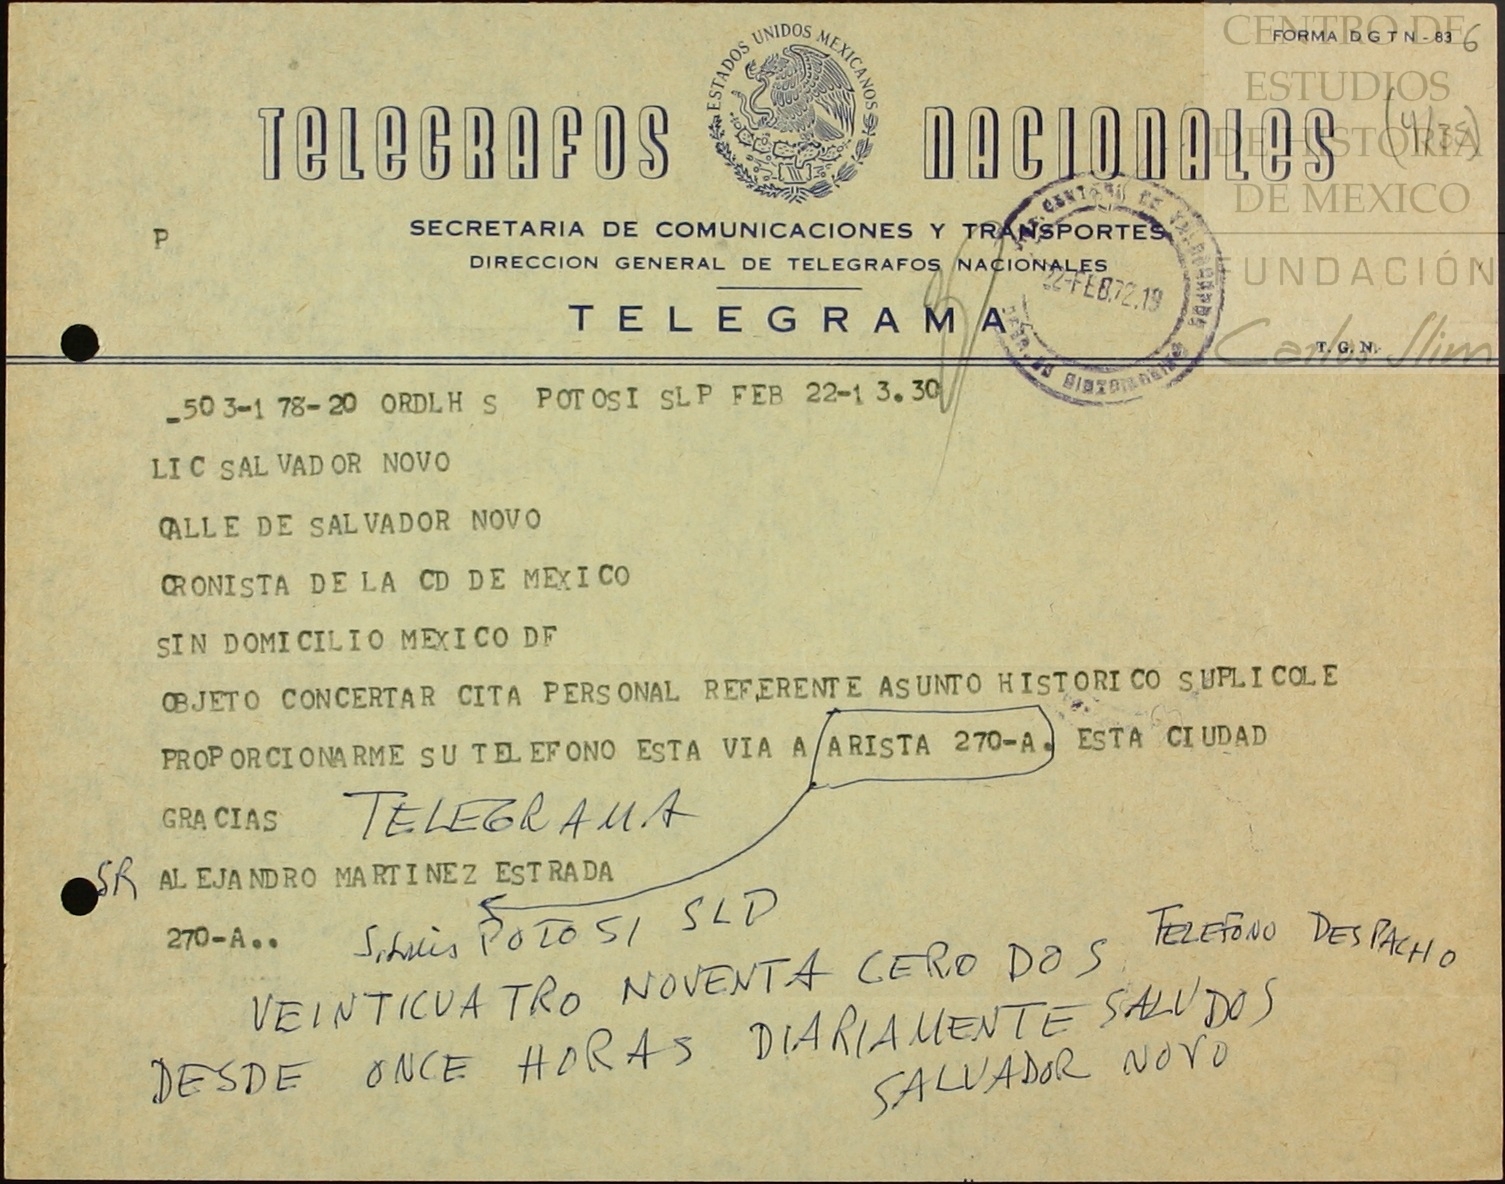 CENTRO DE
ESTUDIOS
DE HISTORIA
DE MEXICO
FUNDACIÓN
Carlos Slim
FORMA D G T N - 83 6
ESTADOS UNIDOS MEXICANOS
TELEGRAFOS NACIONALES
P
SECRETARIA DE COMUNICACIONES Y TRANSPORTES
DIRECCION GENERAL DE TELEGRAFOS NACIONALES
TELEGRAMA
22-FEB.72.19
T. G. N.
_503-1 78-20 ORDLH S POTOSI SLP FEB 22-1 3.30
LIC SALVADOR NOVO
CALLE DE SALVADOR NOVO
CRONISTA DE LA CD DE MEXICO
SIN DOMICILIO MEXICO DF
OBJETO CONCERTAR CITA PERSONAL REFERENTE ASUNTO HISTORICO SUPLICOLE
PROPORCIONARME SU TELEFONO ESTA VIA A ARISTA 270-A. ESTA CIUDAD
GRACIAS TELEGRAMA
SR ALEJANDRO MARTINEZ ESTRADA
270-A.. S. Luis POTOSI SLP
VEINTICUATRO NOVENTA CERO DOS TELEFONO DESPACHO
DESDE ONCE HORAS DIARIAMENTE SALUDOS
SALVADOR NOVO